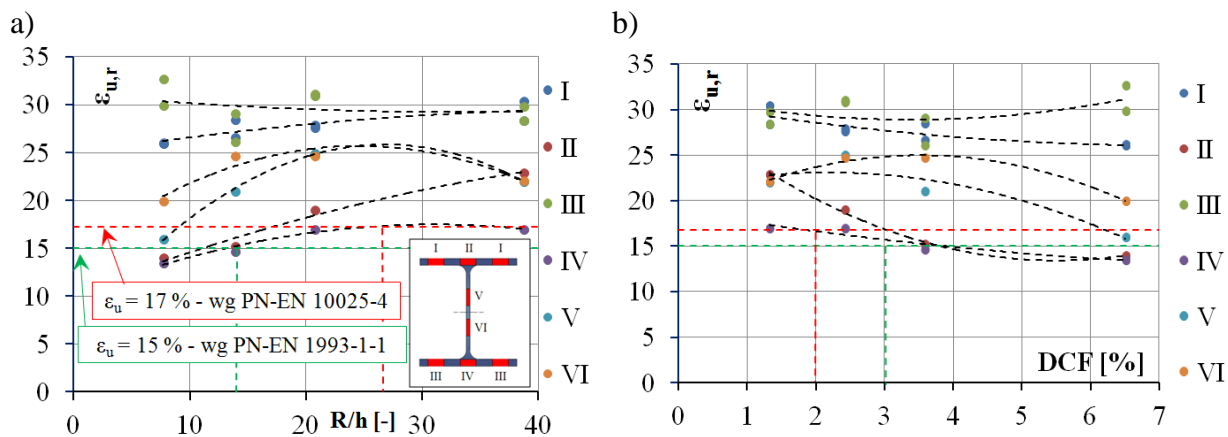 a)
35
30
25
20
15
10
5
0
εu,r
εu = 17 % - wg PN-EN 10025-4
εu = 15 % - wg PN-EN 1993-1-1
I II I
V
VI
III IV III
0 10 R/h [-] 20 30 40
I
II
III
IV
V
VI
b)
35
30
25
20
15
10
5
0
εu,r
DCF [%]
0 1 2 3 4 5 6 7
I
II
III
IV
V
VI